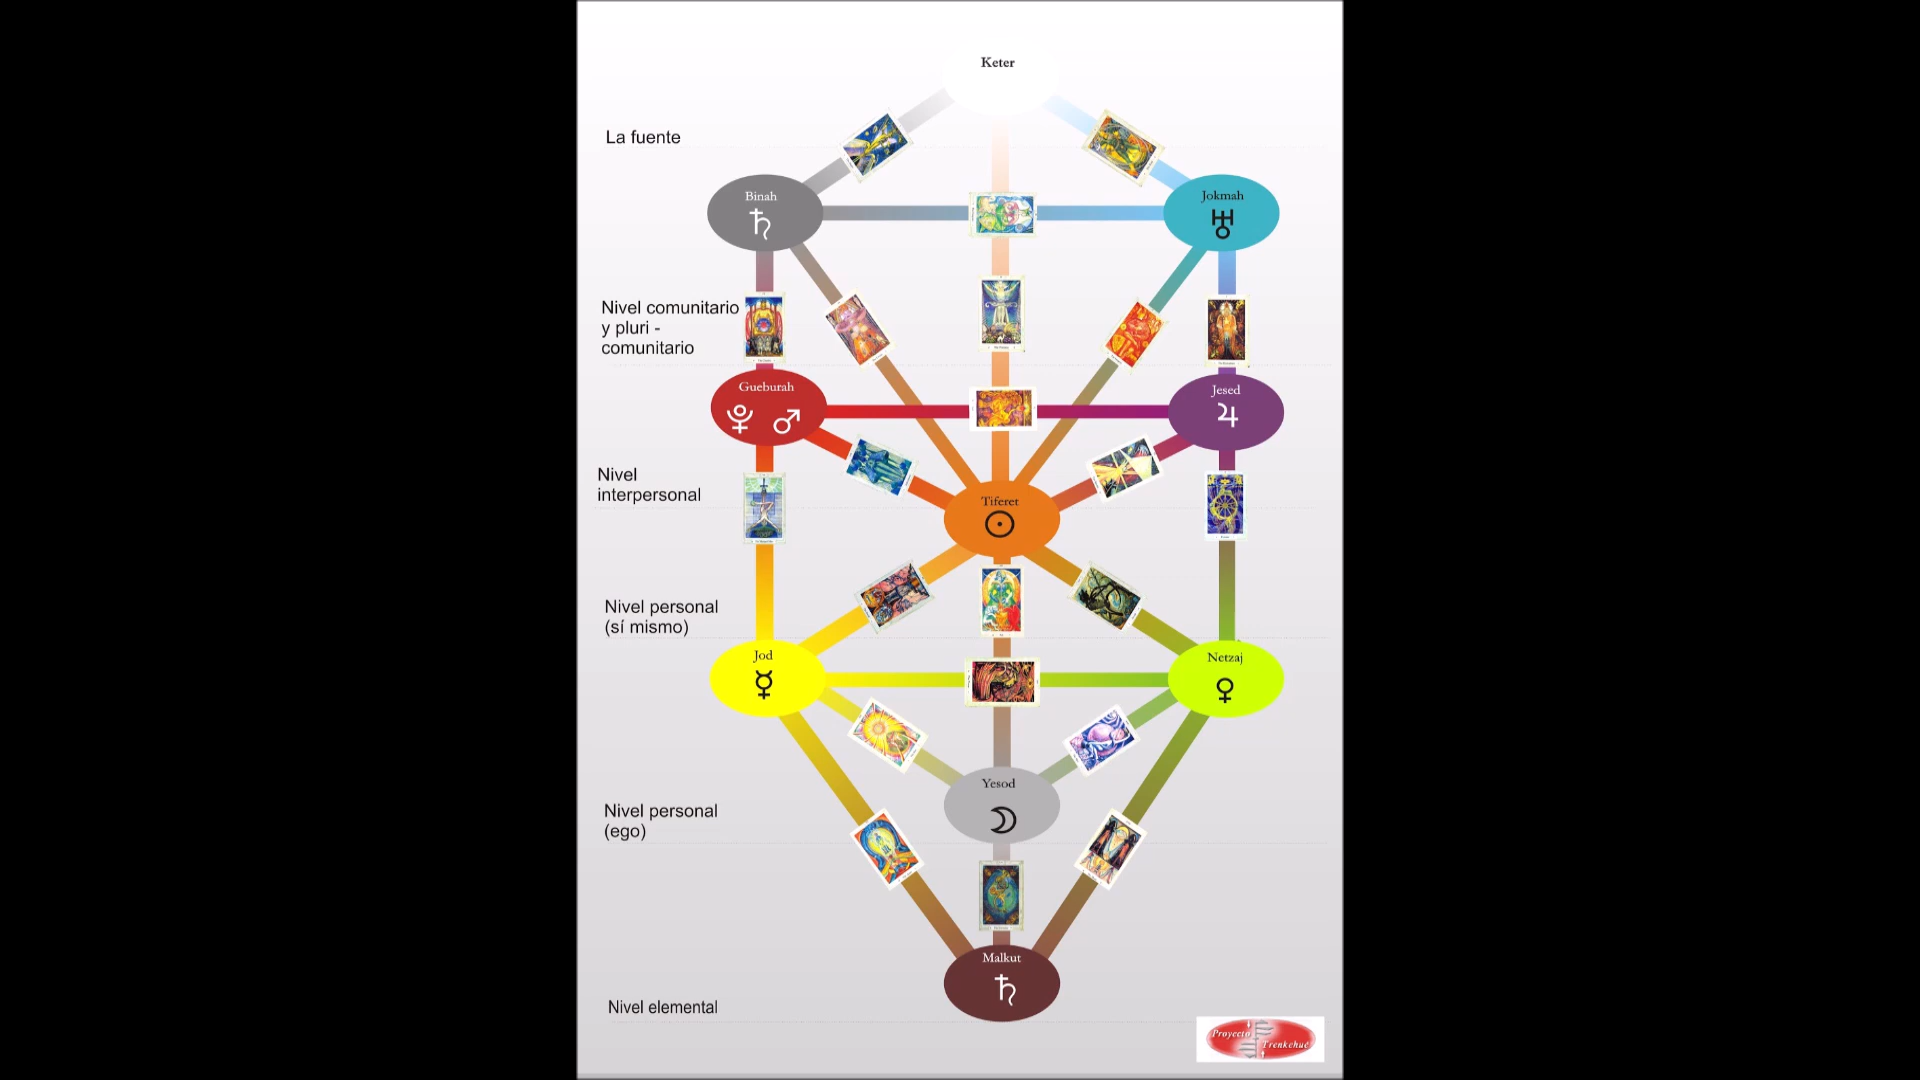 Keter
La fuente
Binah
Jokmah
Nivel comunitario
y pluri -
comunitario
Gueburah
Jesed
Nivel
interpersonal
Tiferet
Nivel personal
(sí mismo)
Jod
Netzaj
Yesod
Nivel personal
(ego)
Malkut
Nivel elemental
Proyecto
Trenkehué